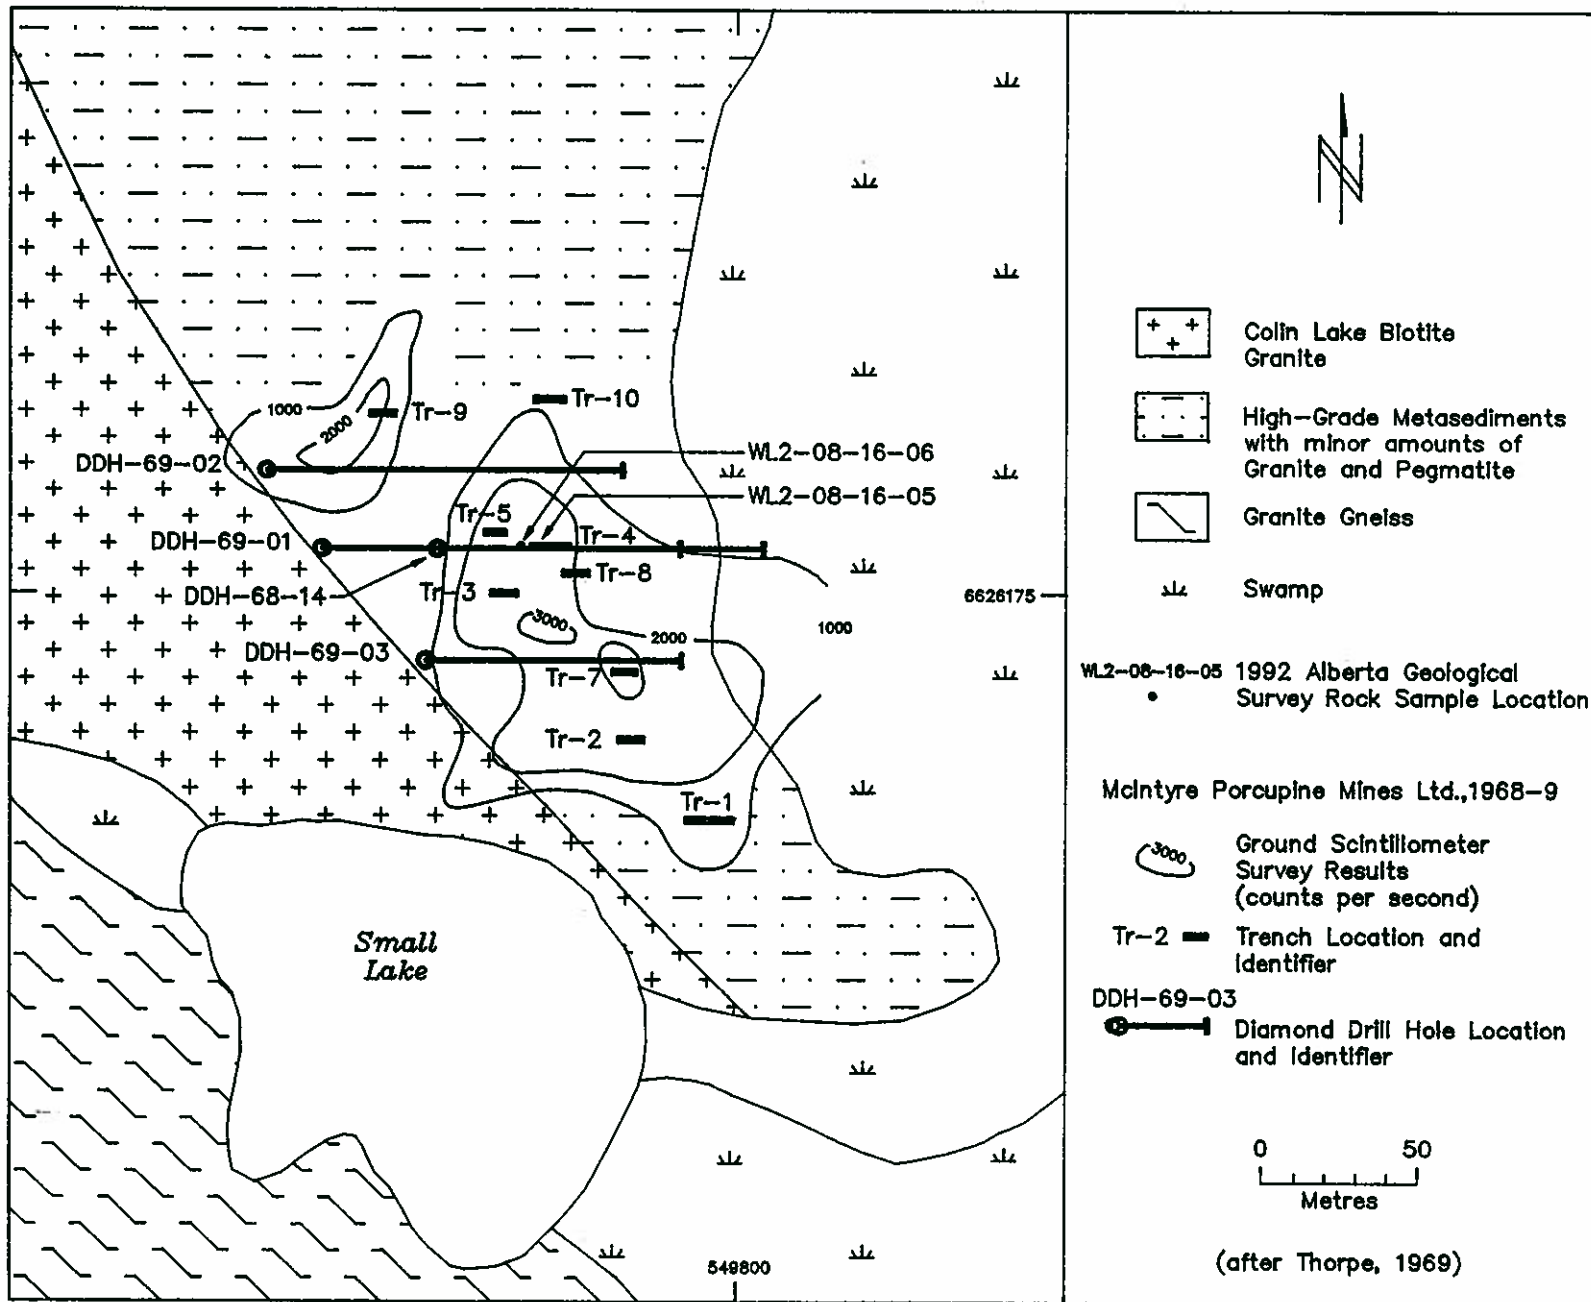 1000
2000
Tr-9
Tr-10
DDH-69-02
WL2-08-16-06
WL2-08-16-05
Tr-5
DDH-69-01
Tr-4
Tr-8
DDH-68-14
Tr-3
3000
2000
6626175
1000
DDH-69-03
Tr-7
Tr-2
Tr-1
Small
Lake
549800
N
Colin Lake Biotite
Granite
High-Grade Metasediments
with minor amounts of
Granite and Pegmatite
Granite Gneiss
Swamp
WL2-08-16-05 1992 Alberta Geological
Survey Rock Sample Location
McIntyre Porcupine Mines Ltd.,1968-9
3000
Ground Scintillometer
Survey Results
(counts per second)
Tr-2 Trench Location and
Identifier
DDH-69-03
Diamond Drill Hole Location
and Identifier
0 50
Metres
(after Thorpe, 1969)